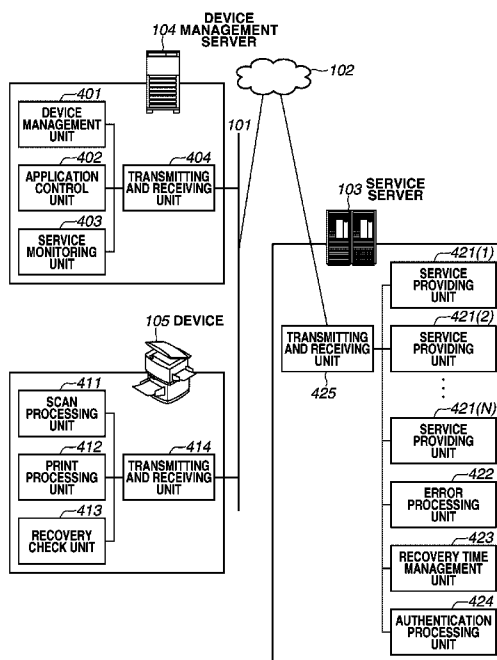 DEVICE
MANAGEMENT
SERVER
104
102
401
DEVICE
MANAGEMENT
UNIT
402
APPLICATION
CONTROL
UNIT
403
SERVICE
MONITORING
UNIT
404
TRANSMITTING
AND RECEIVING
UNIT
101
103
SERVICE
SERVER
105 DEVICE
411
SCAN
PROCESSING
UNIT
412
PRINT
PROCESSING
UNIT
413
RECOVERY
CHECK UNIT
414
TRANSMITTING
AND RECEIVING
UNIT
TRANSMITTING
AND RECEIVING
UNIT
425
421(1)
SERVICE
PROVIDING
UNIT
421(2)
SERVICE
PROVIDING
UNIT
421(N)
SERVICE
PROVIDING
UNIT
422
ERROR
PROCESSING
UNIT
423
RECOVERY TIME
MANAGEMENT
UNIT
424
AUTHENTICATION
PROCESSING
UNIT